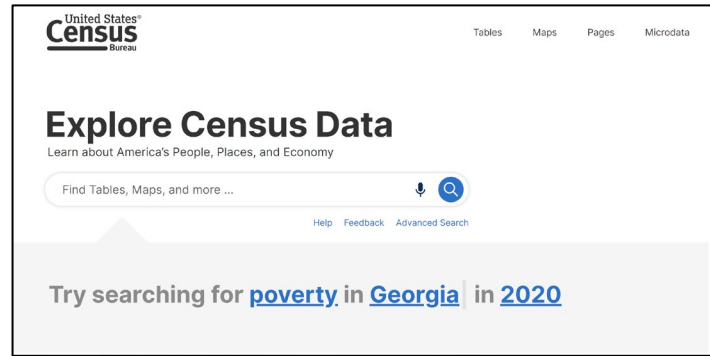 United States®
Census
Bureau
Tables Maps Pages Microdata
Explore Census Data
Learn about America's People, Places, and Economy
Find Tables, Maps, and more ...
Help Feedback Advanced Search
Try searching for poverty in Georgia in 2020